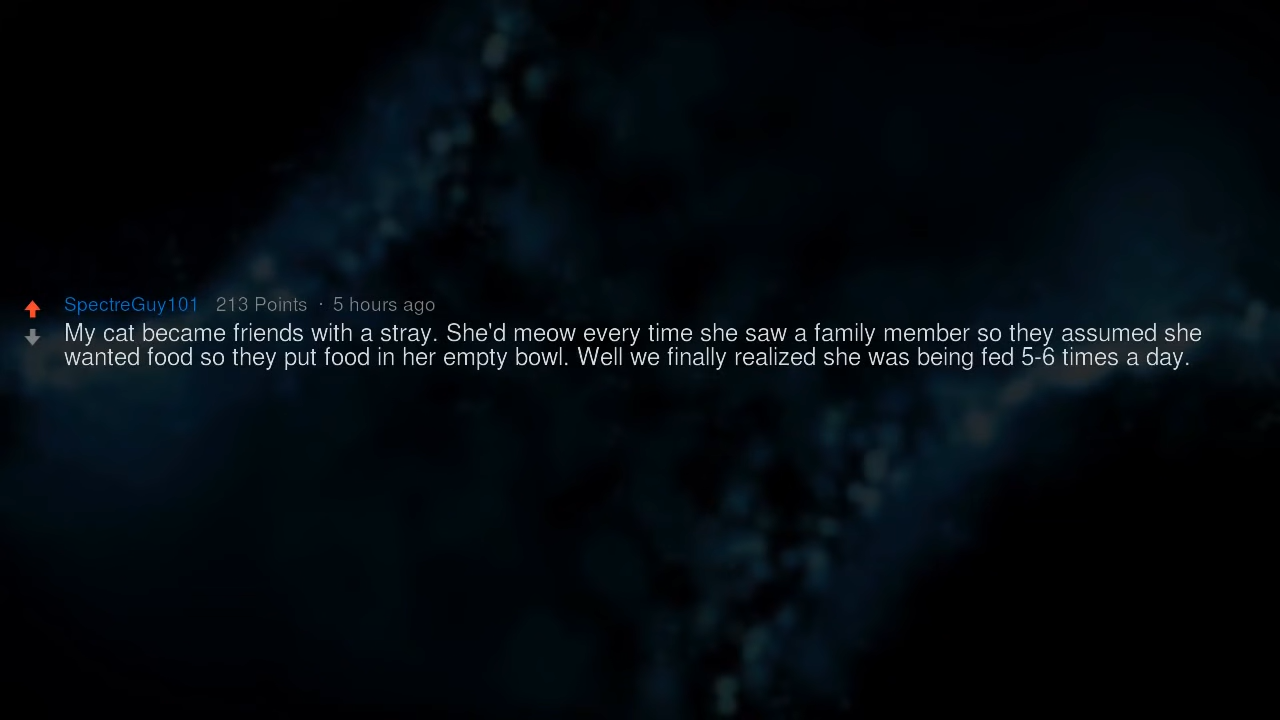 SpectreGuy101 213 Points · 5 hours ago
My cat became friends with a stray. She'd meow every time she saw a family member so they assumed she
wanted food so they put food in her empty bowl. Well we finally realized she was being fed 5-6 times a day.